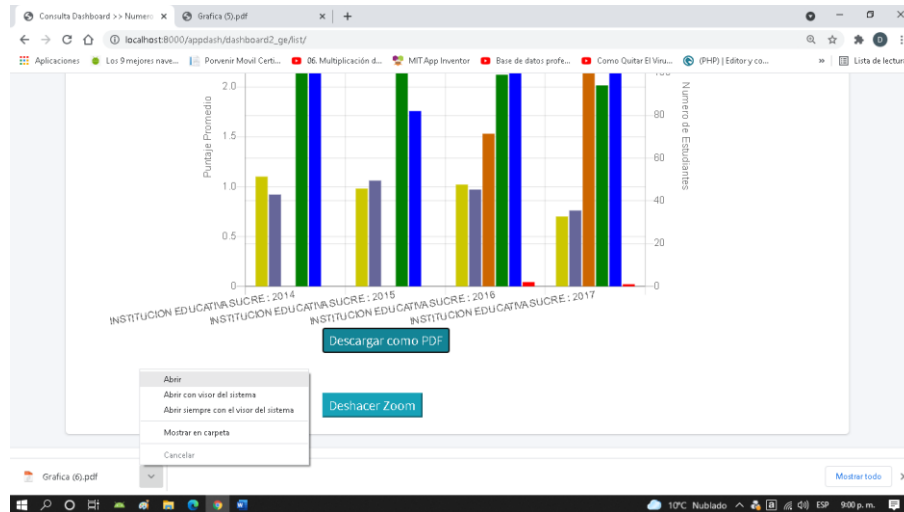 Consulta Dashboard >> Numero
Grafica (5).pdf
localhost:8000/appdash/dashboard2_ge/list/
Aplicaciones
Los 9 mejores nave...
Porvenir Movil Certi...
06. Multiplicación d...
MIT App Inventor
Base de datos profe...
Como Quitar El Viru...
(PHP) | Editor y co...
»
Lista de lectura
D
2.0
1.5
1.0
0.5
0
Puntaje Promedio
100
80
60
40
20
0
Numero de Estudiantes
INSTITUCION EDUCATIVA SUCRE : 2014
INSTITUCION EDUCATIVA SUCRE : 2015
INSTITUCION EDUCATIVA SUCRE : 2016
INSTITUCION EDUCATIVA SUCRE : 2017
Descargar como PDF
Abrir
Abrir con visor del sistema
Abrir siempre con el visor del sistema
Mostrar en carpeta
Cancelar
Deshacer Zoom
Grafica (6).pdf
Mostrar todo
10°C Nublado
ESP
9:00 p. m.